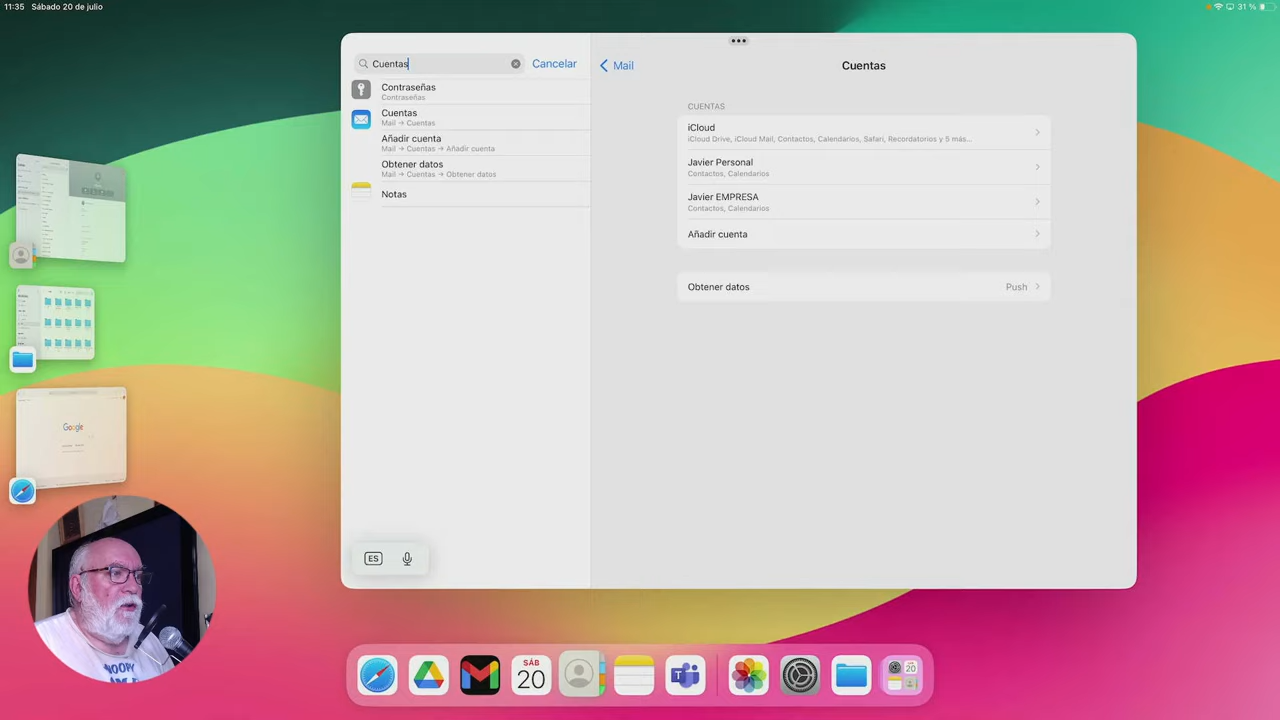 11:35 Sábado 20 de julio
31 %
Cuentas
Cancelar
Contraseñas
Contraseñas
Cuentas
Mail → Cuentas
Añadir cuenta
Mail → Cuentas → Añadir cuenta
Obtener datos
Mail → Cuentas → Obtener datos
Notas
ES
Mail
Cuentas
CUENTAS
iCloud
iCloud Drive, iCloud Mail, Contactos, Calendarios, Safari, Recordatorios y 5 más...
Javier Personal
Contactos, Calendarios
Javier EMPRESA
Contactos, Calendarios
Añadir cuenta
Obtener datos
Push
Google
SÁB
20
20